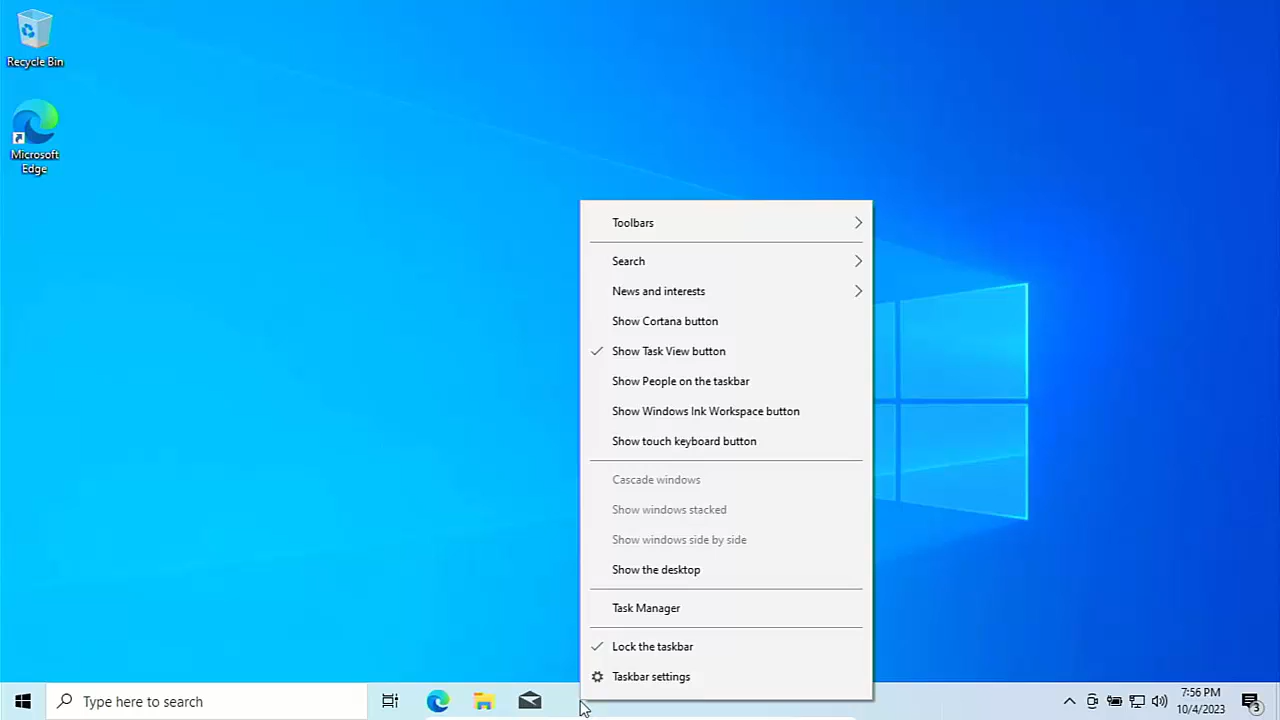 Recycle Bin
Microsoft
Edge
Toolbars
Search
News and interests
Show Cortana button
Show Task View button
Show People on the taskbar
Show Windows Ink Workspace button
Show touch keyboard button
Cascade windows
Show windows stacked
Show windows side by side
Show the desktop
Task Manager
Lock the taskbar
Taskbar settings
Type here to search
7:56 PM
10/4/2023
3